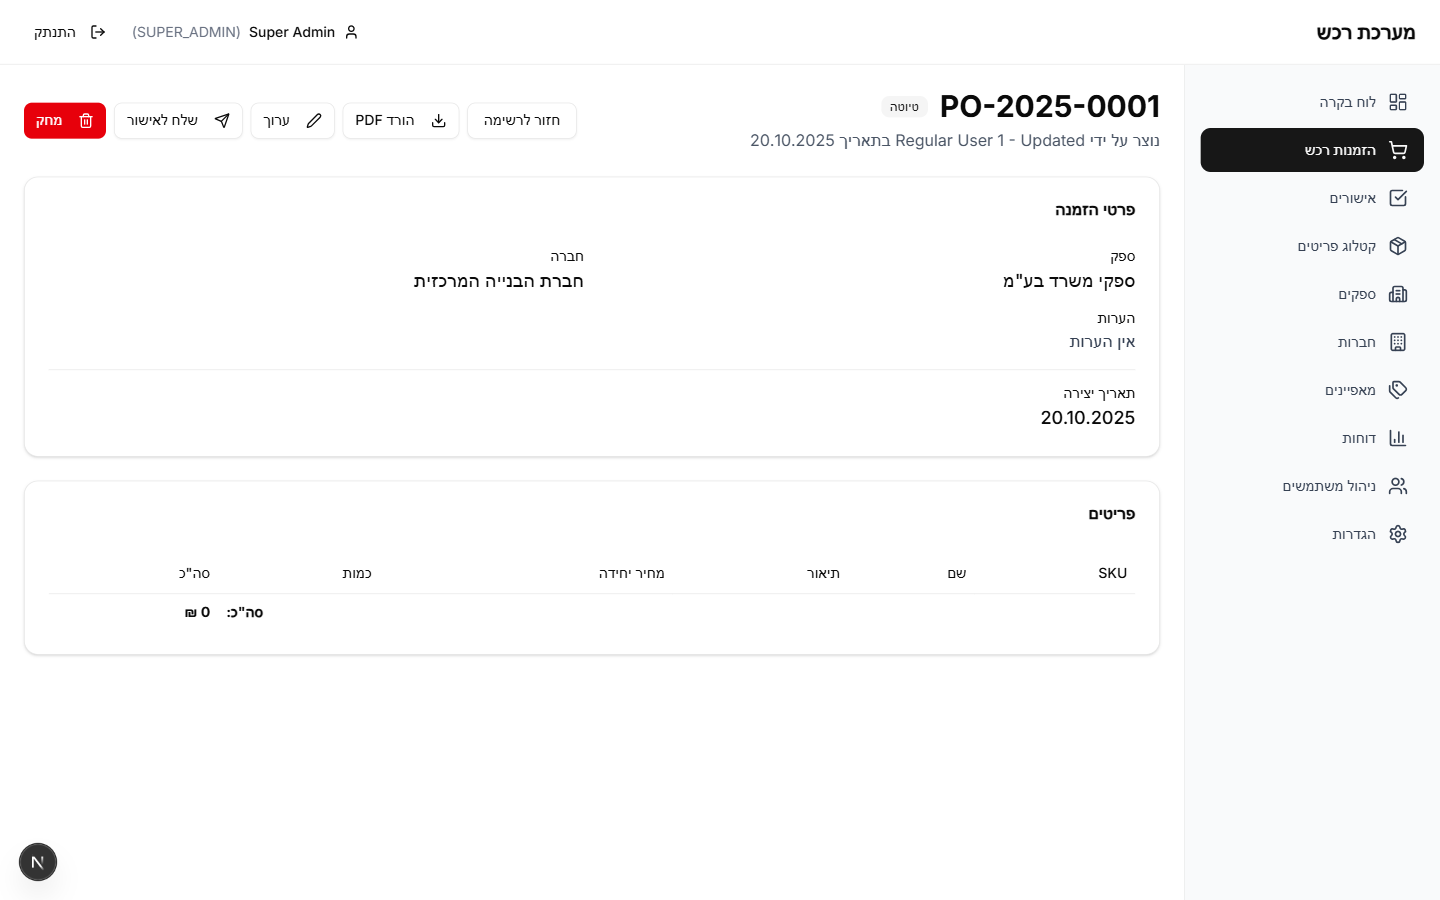 מערכת רכש
Super Admin (SUPER_ADMIN)
התנתק
לוח בקרה
הזמנות רכש
אישורים
קטלוג פריטים
ספקים
חברות
מאפיינים
דוחות
ניהול משתמשים
הגדרות
PO-2025-0001 טיוטה
נוצר על ידי Regular User 1 - Updated בתאריך 20.10.2025
חזור לרשימה הורד PDF ערוך שלח לאישור מחק
פרטי הזמנה
ספק חברה
ספקי משרד בע"מ חברת הבנייה המרכזית
הערות
אין הערות
תאריך יצירה
20.10.2025
פריטים
SKU שם תיאור מחיר יחידה כמות סה"כ
סה"כ: 0 ₪
N